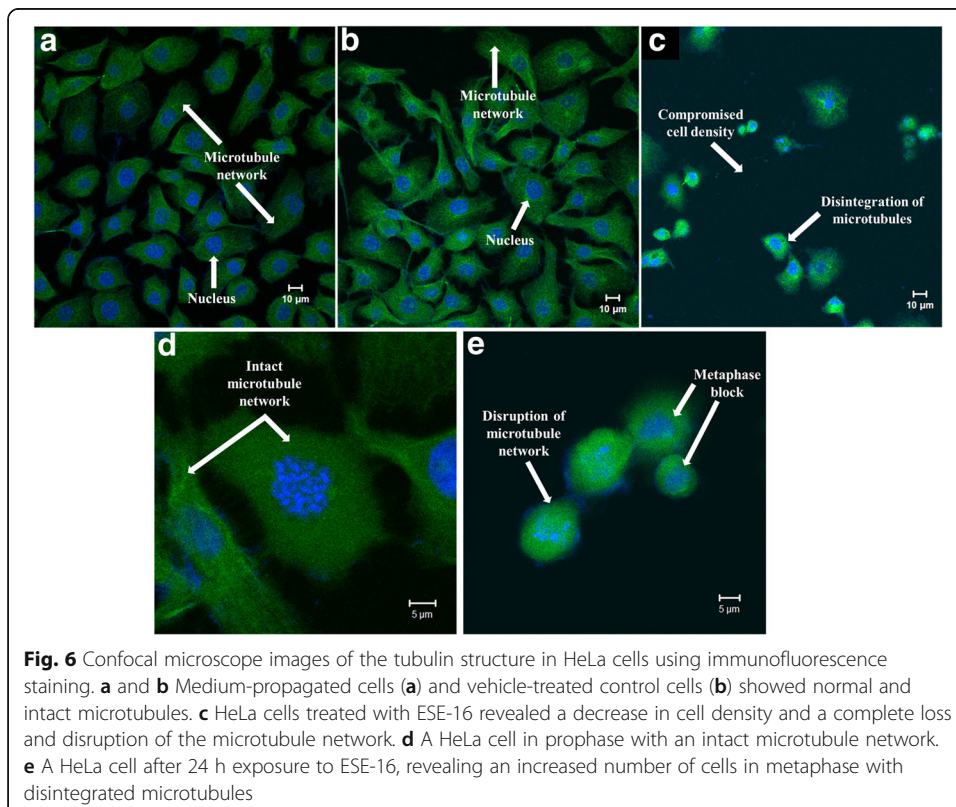 a
Microtubule
network
Nucleus
10 µm
b
Microtubule
network
Nucleus
10 µm
c
Compromised
cell density
Disintegration of
microtubules
10 µm
d
Intact
microtubule
network
5 µm
e
Metaphase
block
Disruption of
microtubule
network
5 µm
Fig. 6 Confocal microscope images of the tubulin structure in HeLa cells using immunofluorescence
staining. a and b Medium-propagated cells (a) and vehicle-treated control cells (b) showed normal and
intact microtubules. c HeLa cells treated with ESE-16 revealed a decrease in cell density and a complete loss
and disruption of the microtubule network. d A HeLa cell in prophase with an intact microtubule network.
e A HeLa cell after 24 h exposure to ESE-16, revealing an increased number of cells in metaphase with
disintegrated microtubules